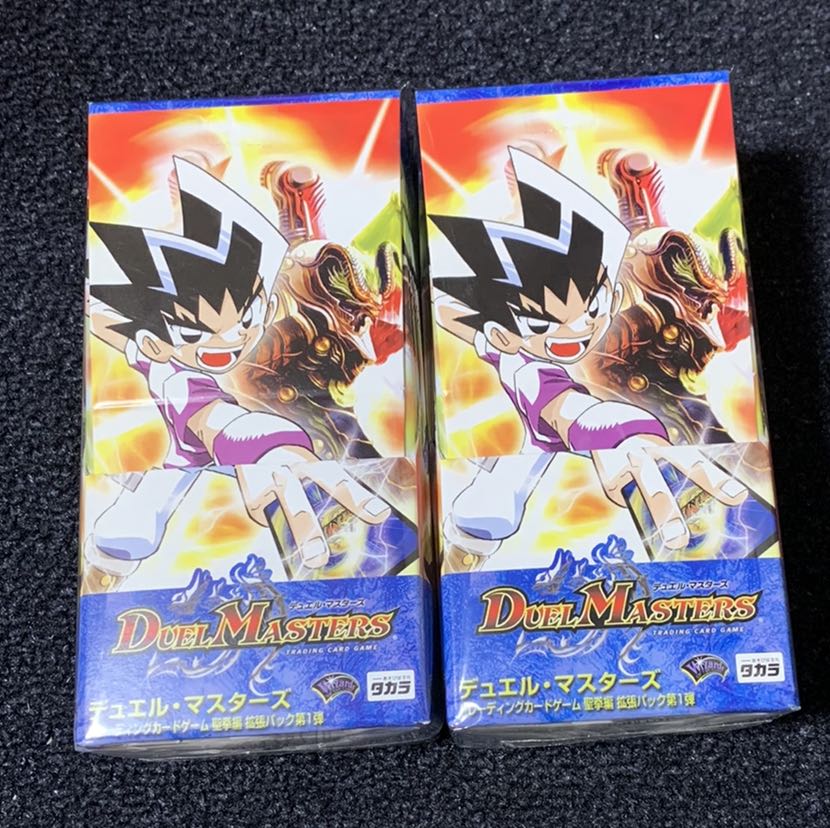 デュエル・マスターズ
DUEL MASTERS
TRADING CARD GAME
Wizards
タカラ
デュエル・マスターズ
トレーディングカードゲーム 聖拳編 拡張パック第1弾
デュエル・マスターズ
DUEL MASTERS
TRADING CARD GAME
Wizards
タカラ
デュエル・マスターズ
トレーディングカードゲーム 聖拳編 拡張パック第1弾